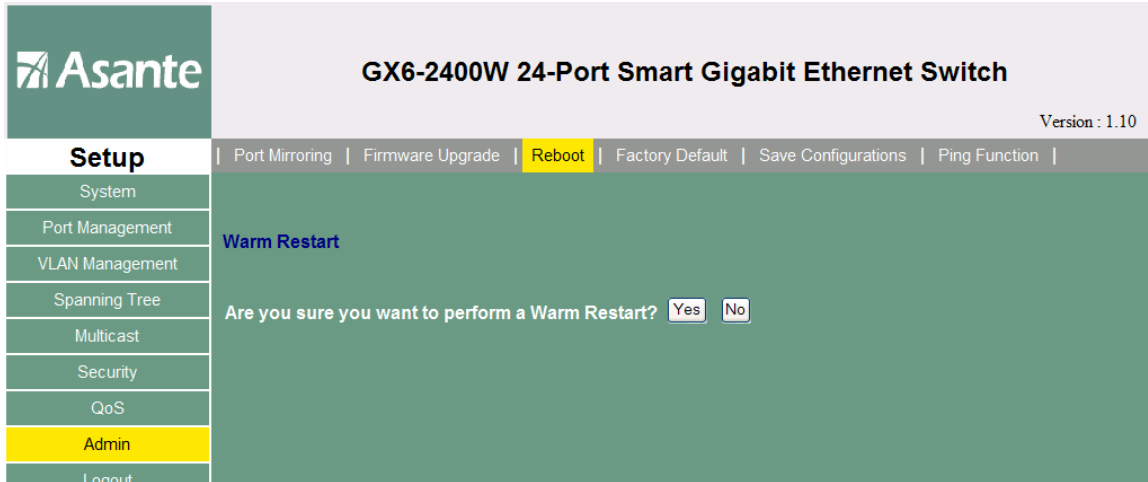 Asante
GX6-2400W 24-Port Smart Gigabit Ethernet Switch
Version : 1.10
Setup
| Port Mirroring | Firmware Upgrade | Reboot | Factory Default | Save Configurations | Ping Function |
System
Port Management
VLAN Management
Spanning Tree
Multicast
Security
QoS
Admin
Logout
Warm Restart
Are you sure you want to perform a Warm Restart? Yes No